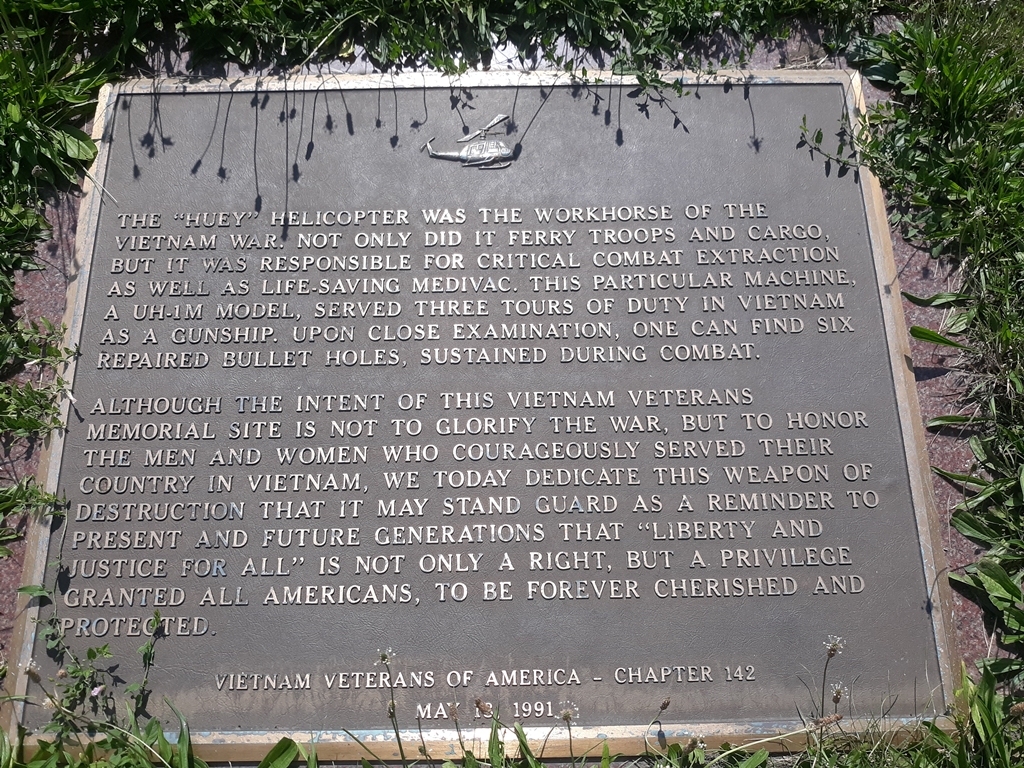 THE "HUEY" HELICOPTER WAS THE WORKHORSE OF THE
VIETNAM WAR. NOT ONLY DID IT FERRY TROOPS AND CARGO,
BUT IT WAS RESPONSIBLE FOR CRITICAL COMBAT EXTRACTION
AS WELL AS LIFE-SAVING MEDIVAC. THIS PARTICULAR MACHINE,
A UH-1M MODEL, SERVED THREE TOURS OF DUTY IN VIETNAM
AS A GUNSHIP. UPON CLOSE EXAMINATION, ONE CAN FIND SIX
REPAIRED BULLET HOLES, SUSTAINED DURING COMBAT.
ALTHOUGH THE INTENT OF THIS VIETNAM VETERANS
MEMORIAL SITE IS NOT TO GLORIFY THE WAR, BUT TO HONOR
THE MEN AND WOMEN WHO COURAGEOUSLY SERVED THEIR
COUNTRY IN VIETNAM, WE TODAY DEDICATE THIS WEAPON OF
DESTRUCTION THAT IT MAY STAND GUARD AS A REMINDER TO
PRESENT AND FUTURE GENERATIONS THAT "LIBERTY AND
JUSTICE FOR ALL" IS NOT ONLY A RIGHT, BUT A PRIVILEGE
GRANTED ALL AMERICANS, TO BE FOREVER CHERISHED AND
PROTECTED.
VIETNAM VETERANS OF AMERICA - CHAPTER 142
MAY 1991